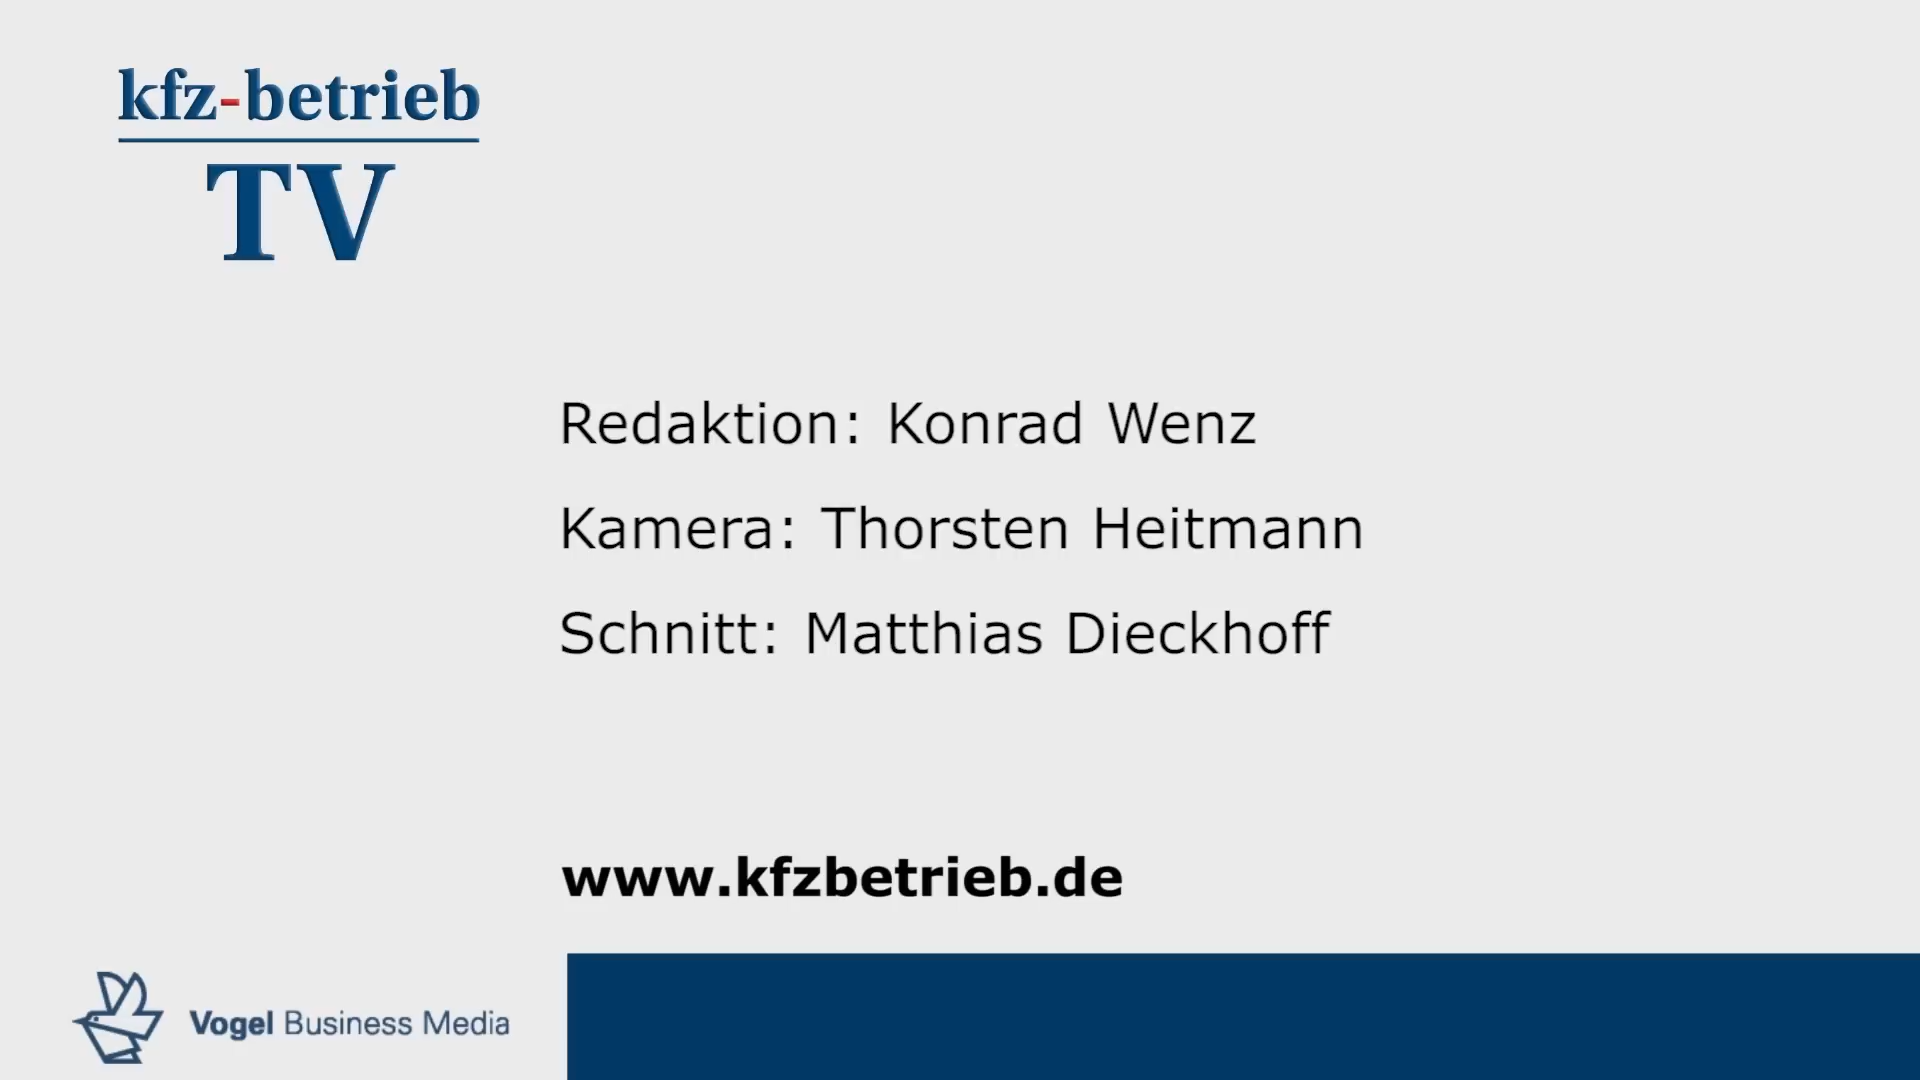 kfz-betrieb
TV
Redaktion: Konrad Wenz
Kamera: Thorsten Heitmann
Schnitt: Matthias Dieckhoff
www.kfzbetrieb.de
Vogel Business Media